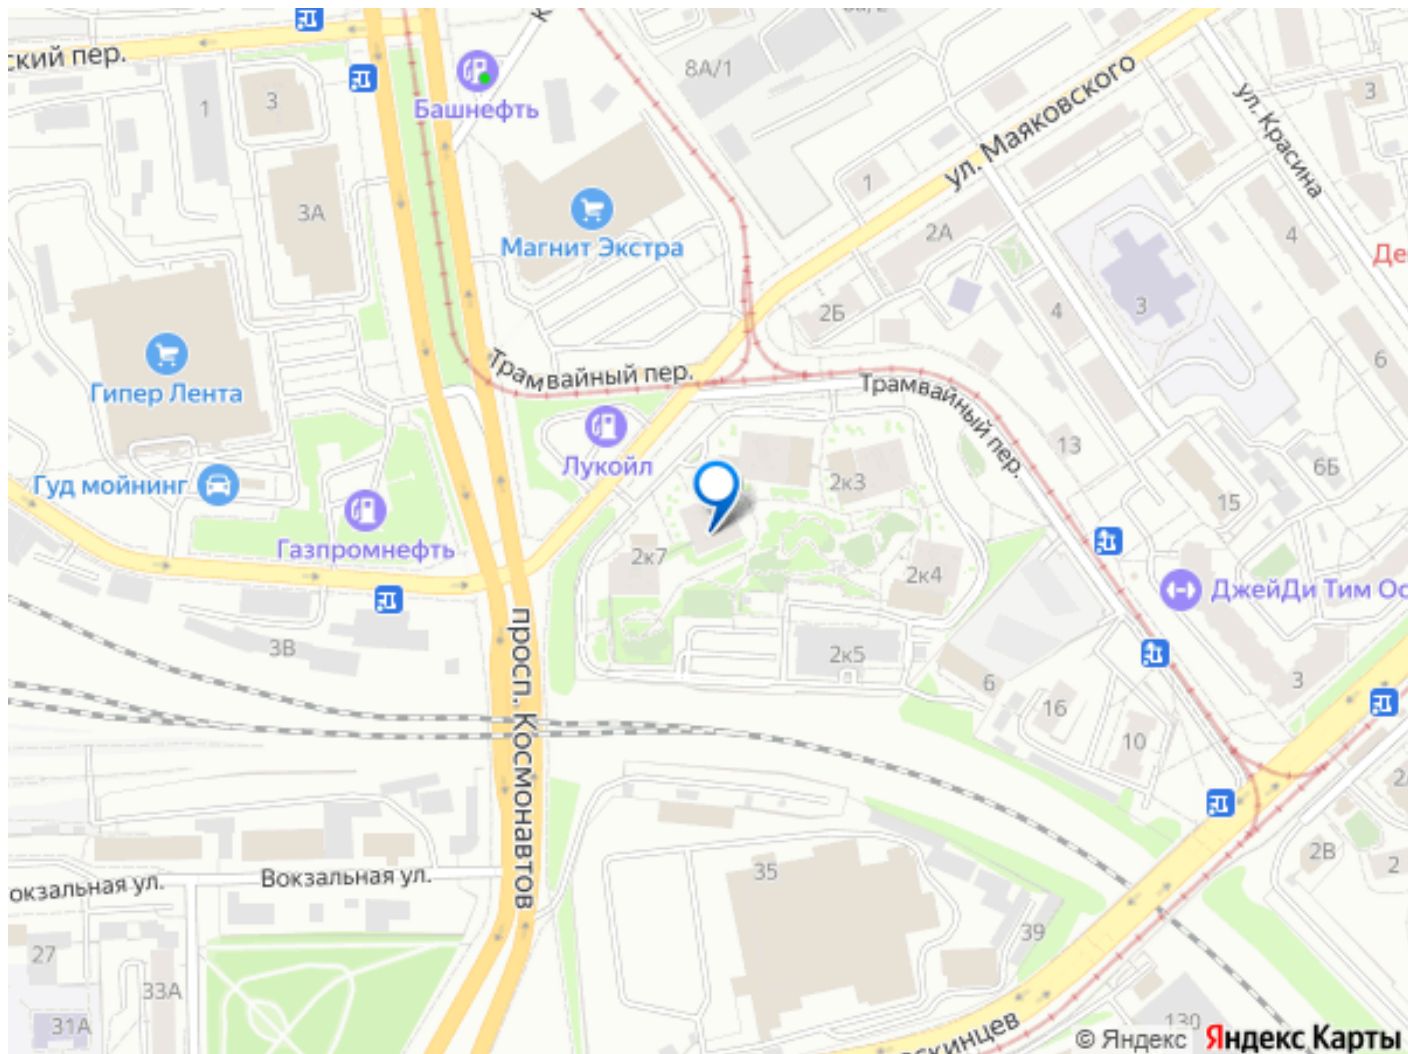 ский пер.
1
3
Башнефть
8А/1
ул. Маяковского
ул. Красина
3
3А
1
Магнит Экстра
2А
4
Де
3
4
2Б
6
Гипер Лента
Трамвайный пер.
Трамвайный пер.
13
Лукойл
6Б
Гуд мойнинг
2к3
15
Газпромнефть
2к7
2к4
ДжейДи Тим Ос
3В
2к5
6
3
16
10
просп. Космонавтов
2В
2
35
Вокзальная ул.
окзальная ул.
39
27
33А
31А
130
скинцев
© Яндекс
Яндекс Карты